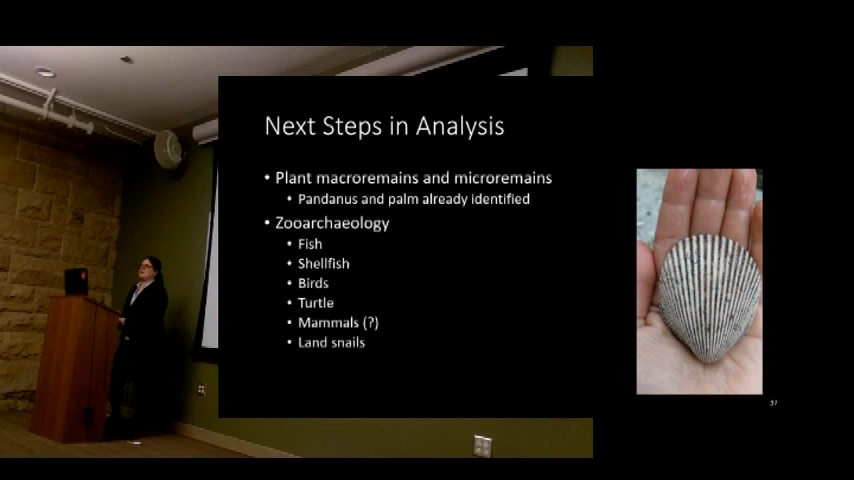 Next Steps in Analysis
• Plant macroremains and microremains
• Pandanus and palm already identified
• Zooarchaeology
• Fish
• Shellfish
• Birds
• Turtle
• Mammals (?)
• Land snails
37